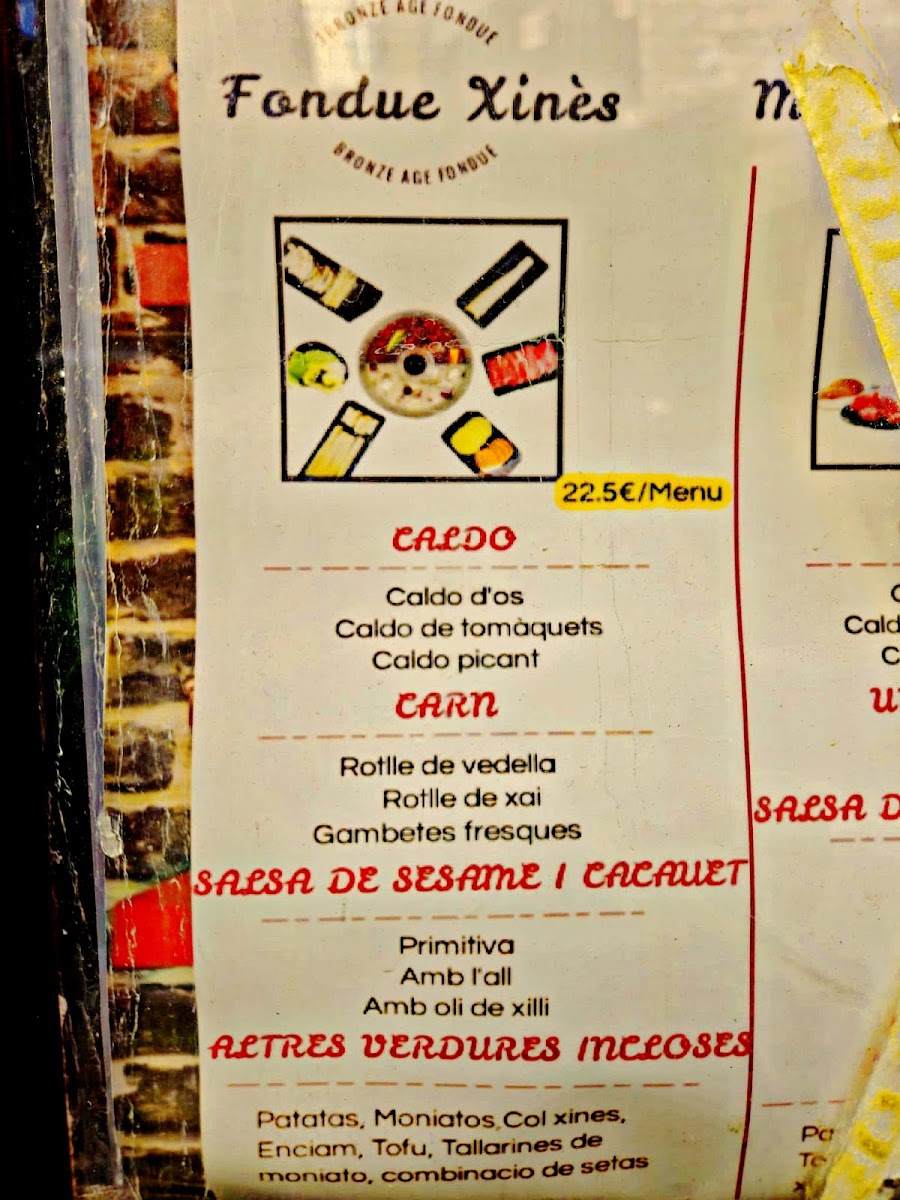 BRONZE AGE FONDUE
Fondue Xinès
BRONZE AGE FONDUE
22.5€/Menu
CALDO
Caldo d'os
Caldo de tomàquets
Caldo picant
CARN
Rotlle de vedella
Rotlle de xai
Gambetes fresques
SALSA DE SESAME I CACAUET
Primitiva
Amb l'all
Amb oli de xilli
ALTRES VERDURES INCLOSES
Patatas, Moniatos, Col xines,
Enciam, Tofu, Tallarines de
moniato, combinacio de setas
SALSA D